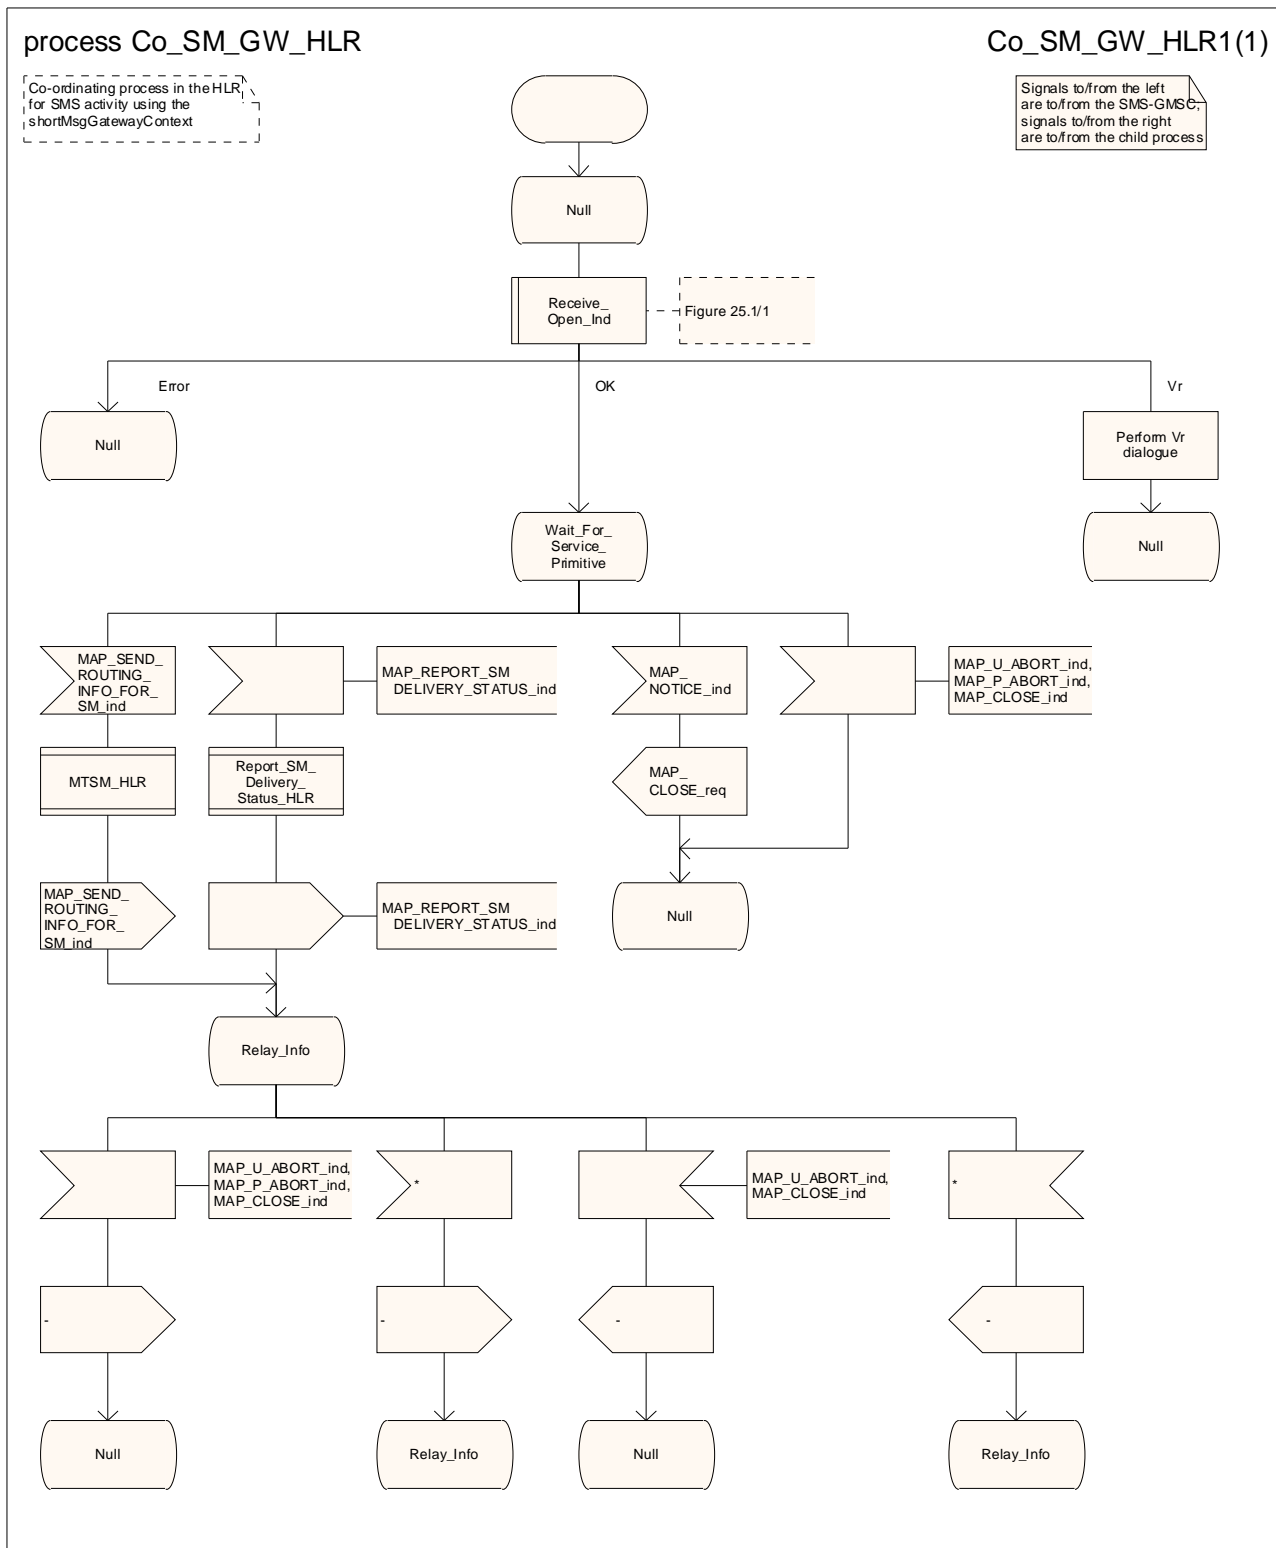 process Co_SM_GW_HLR
Co_SM_GW_HLR1(1)
Co-ordinating process in the HLR
for SMS activity using the
shortMsgGatewayContext
Signals to/from the left
are to/from the SMS-GMSC;
signals to/from the right
are to/from the child process
Null
Receive_
Open_Ind
Figure 25.1/1
Error
OK
Vr
Null
Perform Vr
dialogue
Wait_For_
Service_
Primitive
Null
MAP_SEND_
ROUTING_
INFO_FOR_
SM_ind
MAP_REPORT_SM
DELIVERY_STATUS_ind
MAP_
NOTICE_ind
MAP_U_ABORT_ind,
MAP_P_ABORT_ind,
MAP_CLOSE_ind
MTSM_HLR
Report_SM_
Delivery_
Status_HLR
MAP_
CLOSE_req
MAP_SEND_
ROUTING_
INFO_FOR_
SM_ind
MAP_REPORT_SM
DELIVERY_STATUS_ind
Null
Relay_Info
MAP_U_ABORT_ind,
MAP_P_ABORT_ind,
MAP_CLOSE_ind
*
MAP_U_ABORT_ind,
MAP_CLOSE_ind
*
-
-
-
-
Null
Relay_Info
Null
Relay_Info